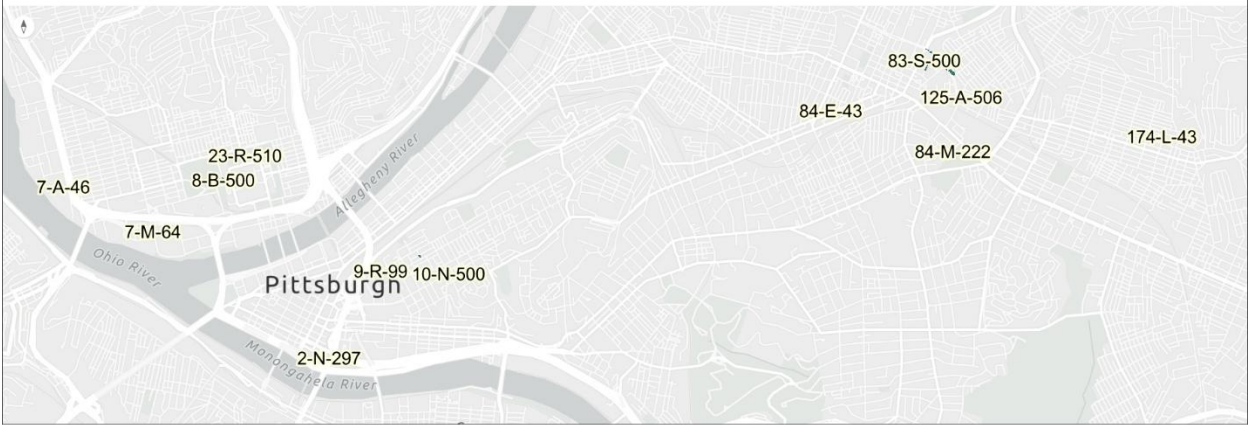 83-S-500
125-A-506
84-E-43
174-L-43
84-M-222
23-R-510
8-B-500
7-A-46
Allegheny River
7-M-64
Ohio River
9-R-99
10-N-500
Pittsburgh
2-N-297
Monongahela River